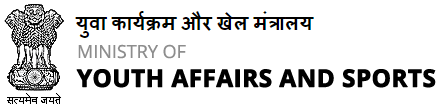 युवा कार्यक्रम और खेल मंत्रालय
MINISTRY OF
YOUTH AFFAIRS AND SPORTS
सत्यमेव जयते